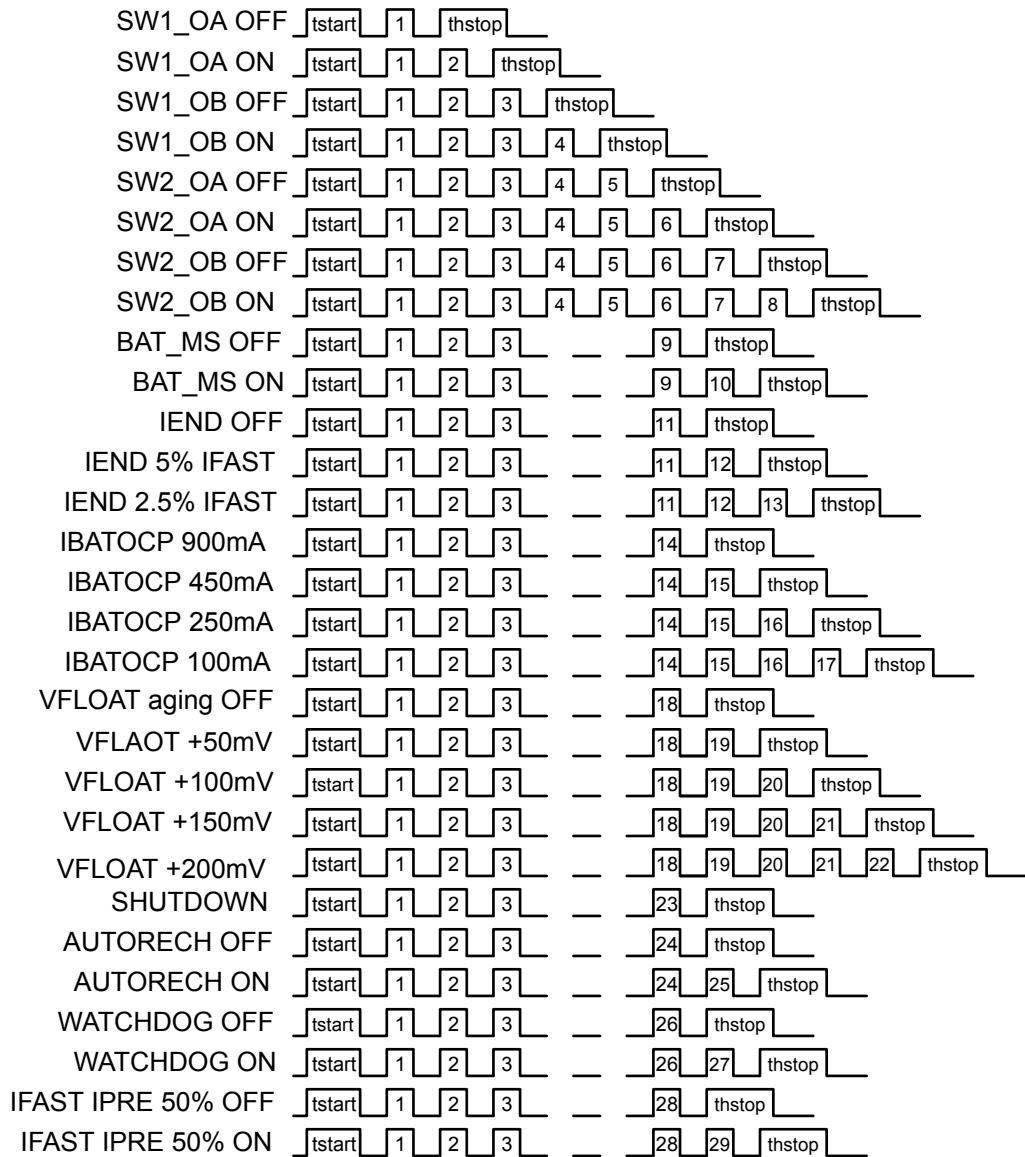 SW1_OA OFF tstart 1 thstop
SW1_OA ON tstart 1 2 thstop
SW1_OB OFF tstart 1 2 3 thstop
SW1_OB ON tstart 1 2 3 4 thstop
SW2_OA OFF tstart 1 2 3 4 5 thstop
SW2_OA ON tstart 1 2 3 4 5 6 thstop
SW2_OB OFF tstart 1 2 3 4 5 6 7 thstop
SW2_OB ON tstart 1 2 3 4 5 6 7 8 thstop
BAT_MS OFF tstart 1 2 3 9 thstop
BAT_MS ON tstart 1 2 3 9 10 thstop
IEND OFF tstart 1 2 3 11 thstop
IEND 5% IFAST tstart 1 2 3 11 12 thstop
IEND 2.5% IFAST tstart 1 2 3 11 12 13 thstop
IBATOCP 900mA tstart 1 2 3 14 thstop
IBATOCP 450mA tstart 1 2 3 14 15 thstop
IBATOCP 250mA tstart 1 2 3 14 15 16 thstop
IBATOCP 100mA tstart 1 2 3 14 15 16 17 thstop
VFLOAT aging OFF tstart 1 2 3 18 thstop
VFLAOT +50mV tstart 1 2 3 18 19 thstop
VFLOAT +100mV tstart 1 2 3 18 19 20 thstop
VFLOAT +150mV tstart 1 2 3 18 19 20 21 thstop
VFLOAT +200mV tstart 1 2 3 18 19 20 21 22 thstop
SHUTDOWN tstart 1 2 3 23 thstop
AUTORECH OFF tstart 1 2 3 24 thstop
AUTORECH ON tstart 1 2 3 24 25 thstop
WATCHDOG OFF tstart 1 2 3 26 thstop
WATCHDOG ON tstart 1 2 3 26 27 thstop
IFAST IPRE 50% OFF tstart 1 2 3 28 thstop
IFAST IPRE 50% ON tstart 1 2 3 28 29 thstop